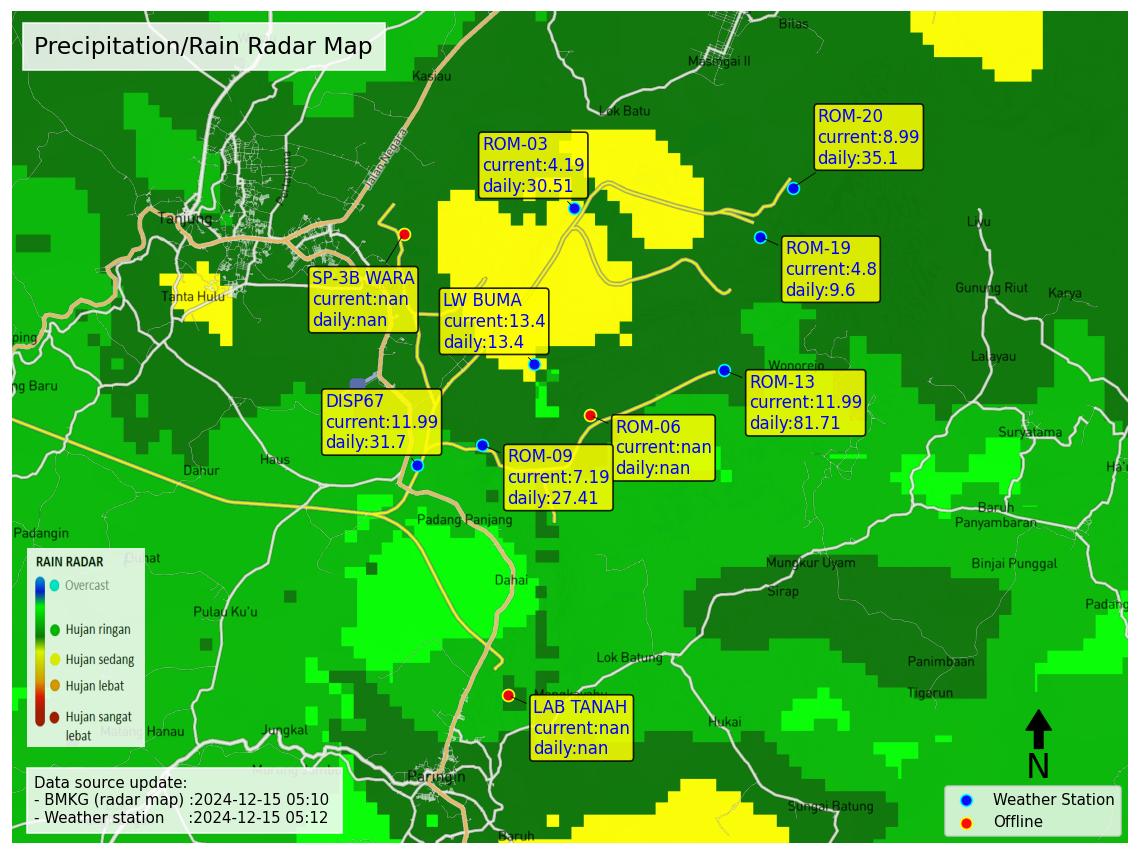 Precipitation/Rain Radar Map
Bilas
Masingai II
Kasiau
Lok Batu
Jalan Negara
Tanjung
Tanta Hulu
ROM-20
current:8.99
daily:35.1
ROM-03
current:4.19
daily:30.51
Liyu
ROM-19
current:4.8
daily:9.6
SP-3B WARA
current:nan
daily:nan
LW BUMA
current:13.4
daily:13.4
Gunung Riut
Karya
ping
Lalayau
Wonorejo
ng Baru
ROM-13
current:11.99
daily:81.71
DISP67
current:11.99
daily:31.7
ROM-06
current:nan
daily:nan
Suryatama
ROM-09
current:7.19
daily:27.41
Haus
Dahur
Padang Panjang
Baruh
Panyambaran
Padangin
Dahai
Mungkur Uyam
Binjai Punggal
Sirap
Padang
Pulau Ku'u
RAIN RADAR
Overcast
Hujan ringan
Hujan sedang
Hujan lebat
Hujan sangat
lebat
Lok Batung
Panimbaan
Tigarun
LAB TANAH
current:nan
daily:nan
Hukai
Jungkal
Paringin
Sungai Batung
Baruh
N
Data source update:
- BMKG (radar map) :2024-12-15 05:10
- Weather station :2024-12-15 05:12
Weather Station
Offline